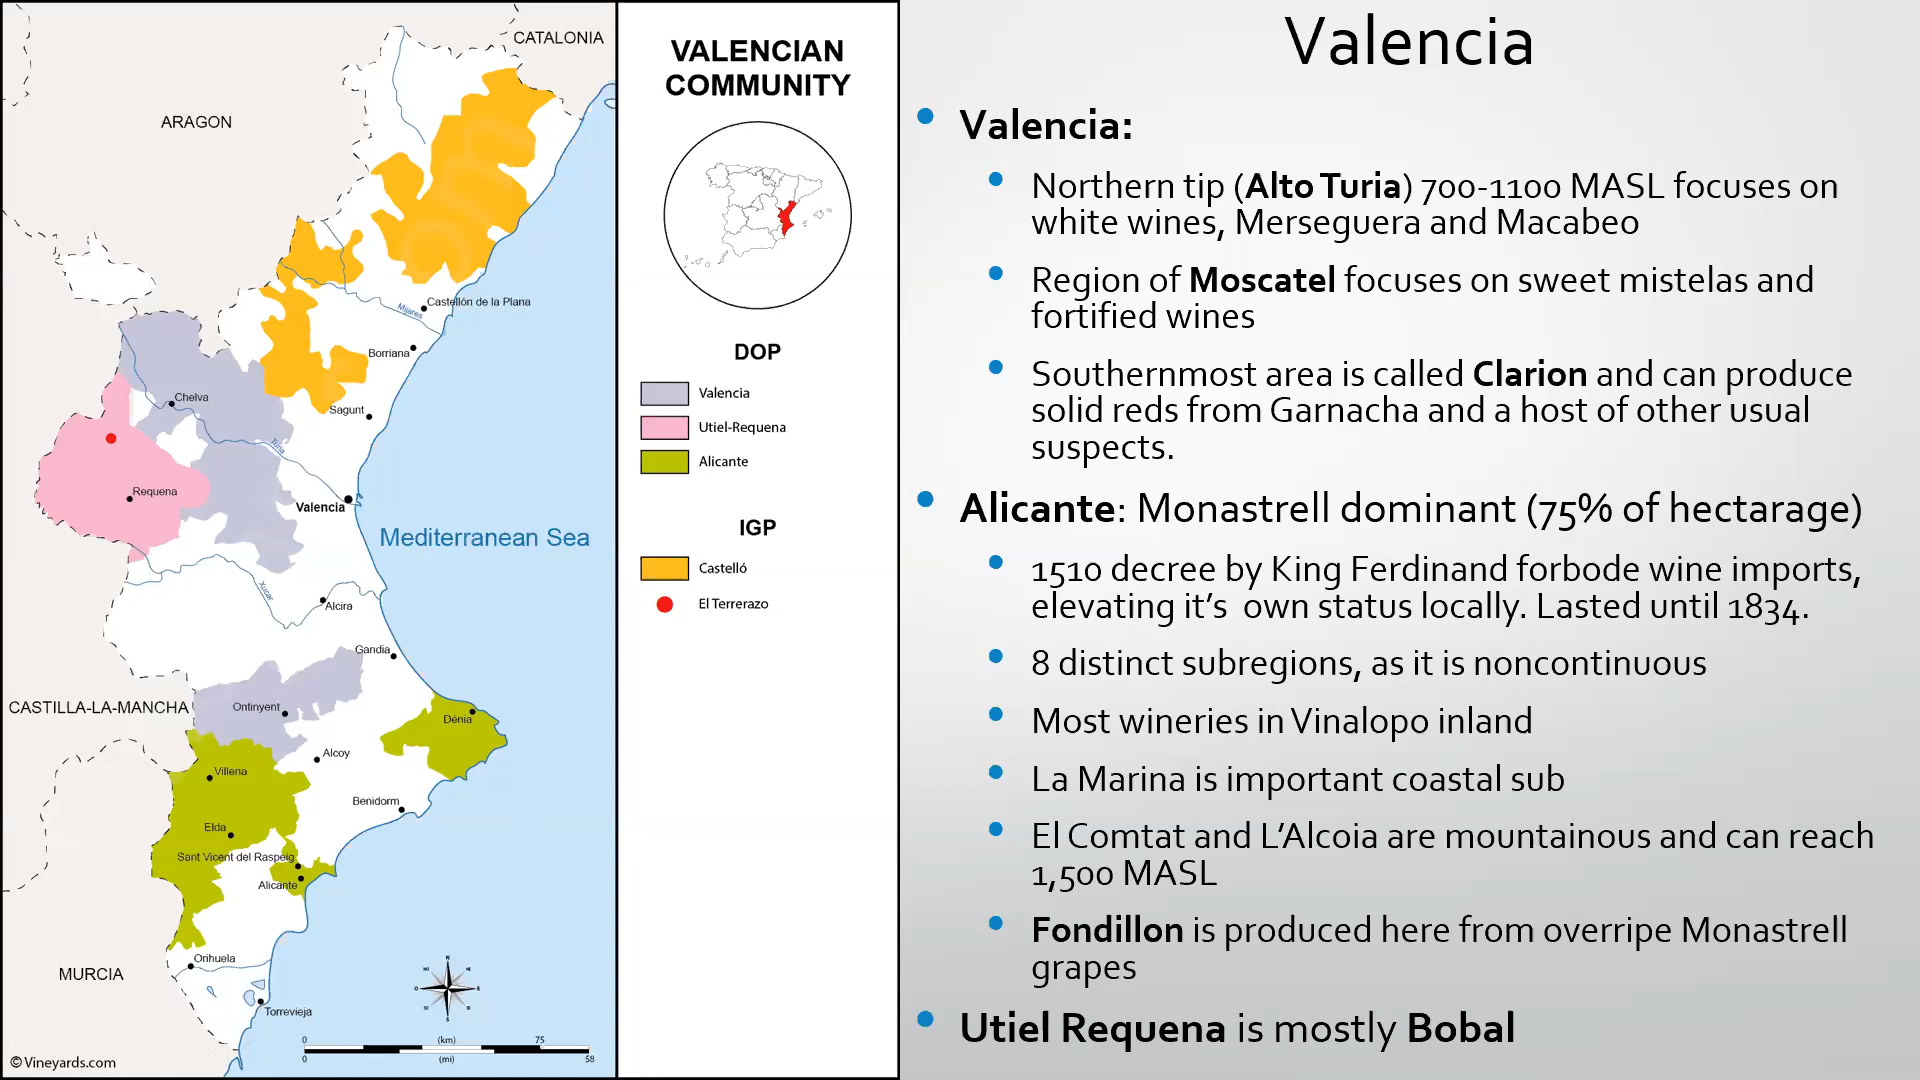 CATALONIA
ARAGON
Castellón de la Plana
Mijares
Borriana
Chelva
Sagunt
Turia
Requena
Valencia
Mediterranean Sea
Xúcar
Alcira
Gandia
CASTILLA-LA-MANCHA
Ontinyent
Dénia
Alcoy
Villena
Benidorm
Elda
Sant Vicent del Raspeig
Alicante
Orihuela
MURCIA
N
NO
NE
O
E
SO
SE
S
Torrevieja
0 (km) 75
0 (mi) 58
© Vineyards.com
VALENCIAN
COMMUNITY
DOP
Valencia
Utiel-Requena
Alicante
IGP
Castelló
El Terrerazo
Valencia
• Valencia:
• Northern tip (Alto Turia) 700-1100 MASL focuses on
white wines, Merseguera and Macabeo
• Region of Moscatel focuses on sweet mistelas and
fortified wines
• Southernmost area is called Clarion and can produce
solid reds from Garnacha and a host of other usual
suspects.
• Alicante: Monastrell dominant (75% of hectarage)
• 1510 decree by King Ferdinand forbode wine imports,
elevating it’s own status locally. Lasted until 1834.
• 8 distinct subregions, as it is noncontinuous
• Most wineries in Vinalopo inland
• La Marina is important coastal sub
• El Comtat and L’Alcoia are mountainous and can reach
1,500 MASL
• Fondillon is produced here from overripe Monastrell
grapes
• Utiel Requena is mostly Bobal